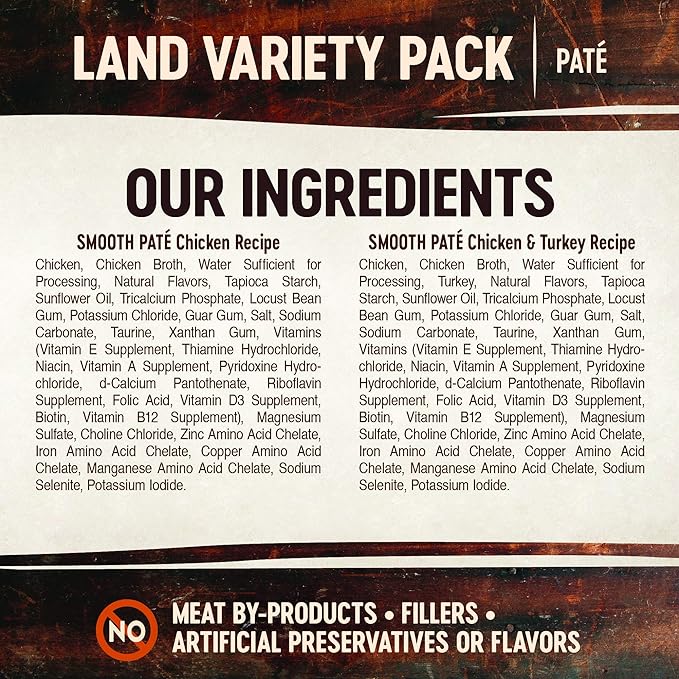 LAND VARIETY PACK | PATÉ
OUR INGREDIENTS
SMOOTH PATÉ Chicken Recipe
Chicken, Chicken Broth, Water Sufficient for
Processing, Natural Flavors, Tapioca Starch,
Sunflower Oil, Tricalcium Phosphate, Locust Bean
Gum, Potassium Chloride, Guar Gum, Salt, Sodium
Carbonate, Taurine, Xanthan Gum, Vitamins
(Vitamin E Supplement, Thiamine Hydrochloride,
Niacin, Vitamin A Supplement, Pyridoxine Hydro-
chloride, d-Calcium Pantothenate, Riboflavin
Supplement, Folic Acid, Vitamin D3 Supplement,
Biotin, Vitamin B12 Supplement), Magnesium
Sulfate, Choline Chloride, Zinc Amino Acid Chelate,
Iron Amino Acid Chelate, Copper Amino Acid
Chelate, Manganese Amino Acid Chelate, Sodium
Selenite, Potassium Iodide.
SMOOTH PATÉ Chicken & Turkey Recipe
Chicken, Chicken Broth, Water Sufficient for
Processing, Turkey, Natural Flavors, Tapioca
Starch, Sunflower Oil, Tricalcium Phosphate, Locust
Bean Gum, Potassium Chloride, Guar Gum, Salt,
Sodium Carbonate, Taurine, Xanthan Gum,
Vitamins (Vitamin E Supplement, Thiamine Hydro-
chloride, Niacin, Vitamin A Supplement, Pyridoxine
Hydrochloride, d-Calcium Pantothenate, Riboflavin
Supplement, Folic Acid, Vitamin D3 Supplement,
Biotin, Vitamin B12 Supplement), Magnesium
Sulfate, Choline Chloride, Zinc Amino Acid Chelate,
Iron Amino Acid Chelate, Copper Amino Acid
Chelate, Manganese Amino Acid Chelate, Sodium
Selenite, Potassium Iodide.
NO
MEAT BY-PRODUCTS • FILLERS •
ARTIFICIAL PRESERVATIVES OR FLAVORS